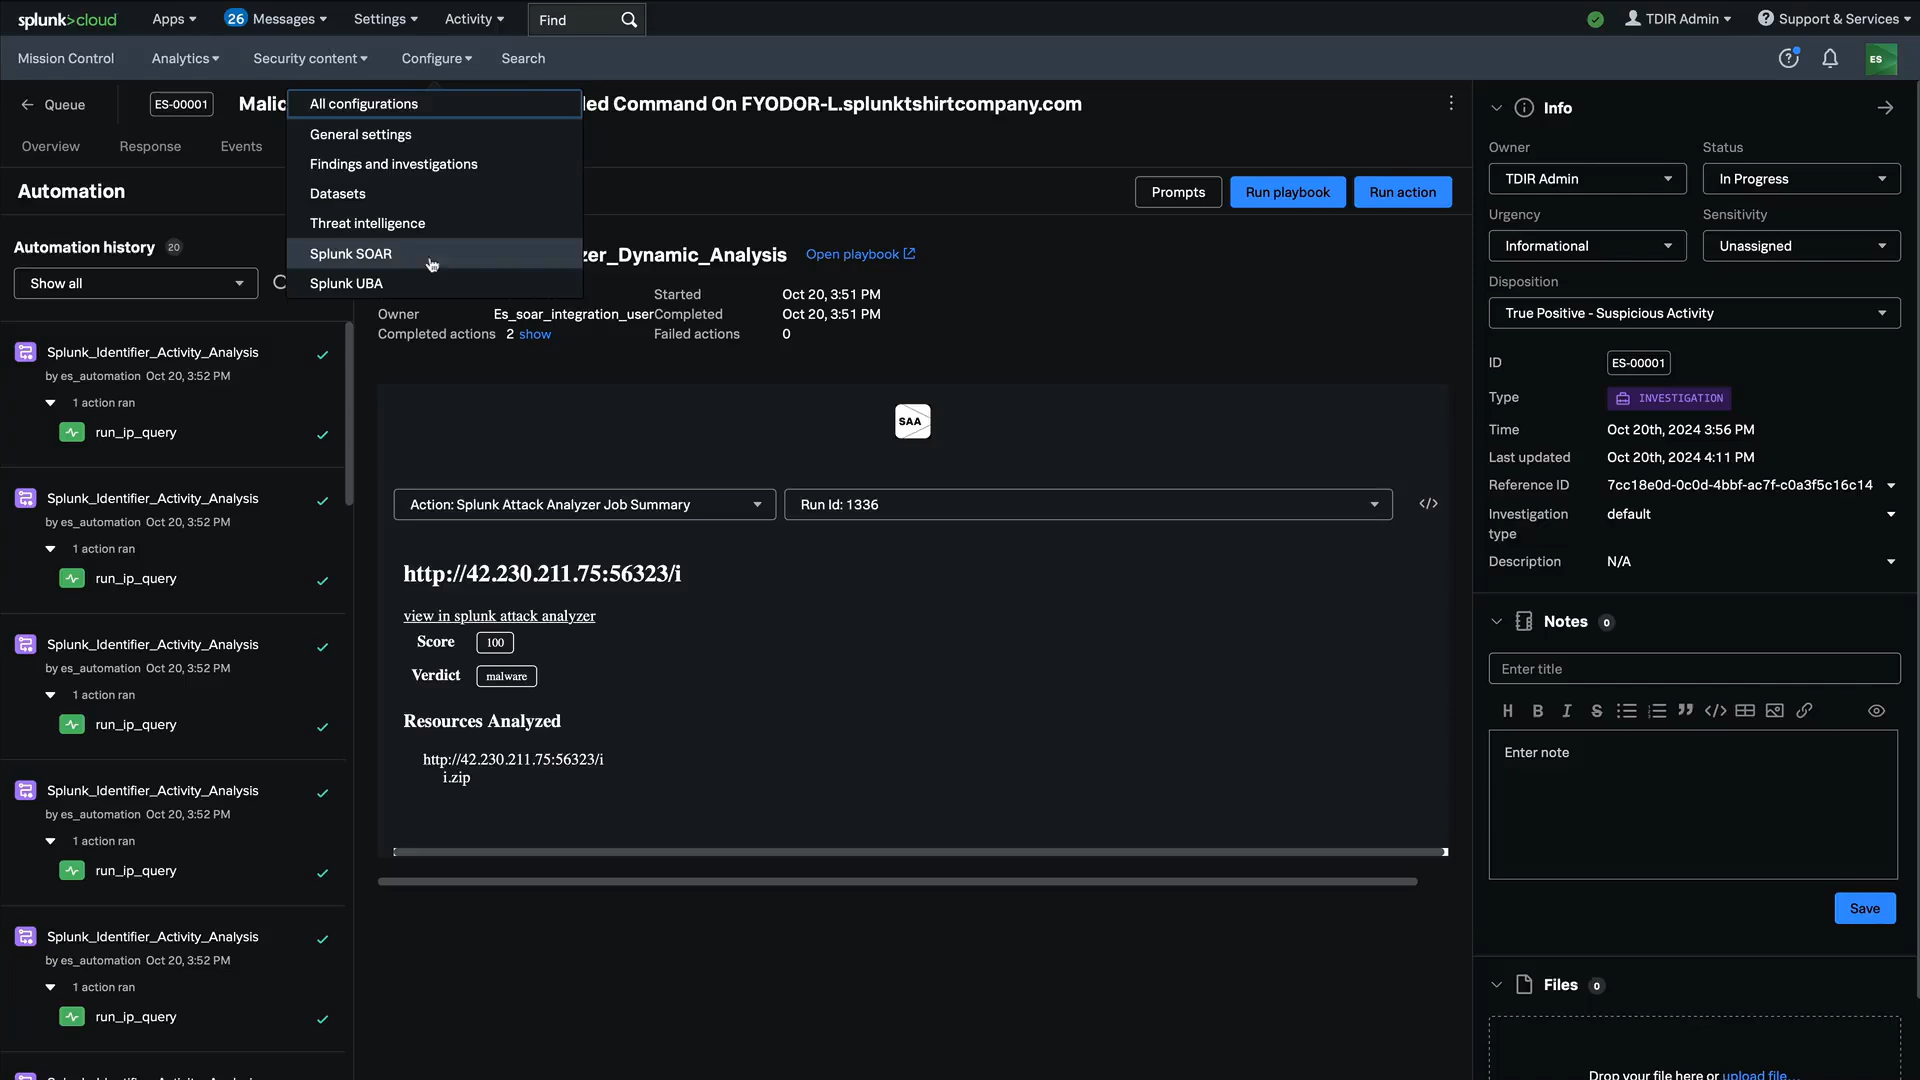 splunk>cloud Apps 26 Messages Settings Activity Find TDIR Admin Support & Services
Mission Control Analytics Configure Search ES
Queue ES-00001 Malic led Command On FYODOR-L.splunktshirtcompany.com
Overview Response Events
All configurations
General settings
Findings and investigations
Datasets
Threat intelligence
Splunk SOAR
Splunk UBA
Automation Prompts Run playbook Run action
Automation history 20
Show all
Splunk_Identifier_Activity_Analysis
by es_automation Oct 20, 3:52 PM
1 action ran
run_ip_query
Splunk_Identifier_Activity_Analysis
by es_automation Oct 20, 3:52 PM
1 action ran
run_ip_query
Splunk_Identifier_Activity_Analysis
by es_automation Oct 20, 3:52 PM
1 action ran
run_ip_query
Splunk_Identifier_Activity_Analysis
by es_automation Oct 20, 3:52 PM
1 action ran
run_ip_query
Splunk_Identifier_Activity_Analysis
by es_automation Oct 20, 3:52 PM
1 action ran
run_ip_query
zer_Dynamic_Analysis Open playbook
Started Oct 20, 3:51 PM
Owner Es_soar_integration_user Completed Oct 20, 3:51 PM
Completed actions 2 show Failed actions 0
SAA
Action: Splunk Attack Analyzer Job Summary Run Id: 1336 </>
http://42.230.211.75:56323/i
view in splunk attack analyzer
Score 100
Verdict malware
Resources Analyzed
http://42.230.211.75:56323/i
i.zip
Info
Owner Status
TDIR Admin In Progress
Urgency Sensitivity
Informational Unassigned
Disposition
True Positive - Suspicious Activity
ID ES-00001
Type INVESTIGATION
Time Oct 20th, 2024 3:56 PM
Last updated Oct 20th, 2024 4:11 PM
Reference ID 7cc18e0d-0c0d-4bbf-ac7f-c0a3f5c16c14
Investigation type default
Description N/A
Notes 0
Enter title
H B I S </>
Enter note
Save
Files 0
Drop your file here or upload file...